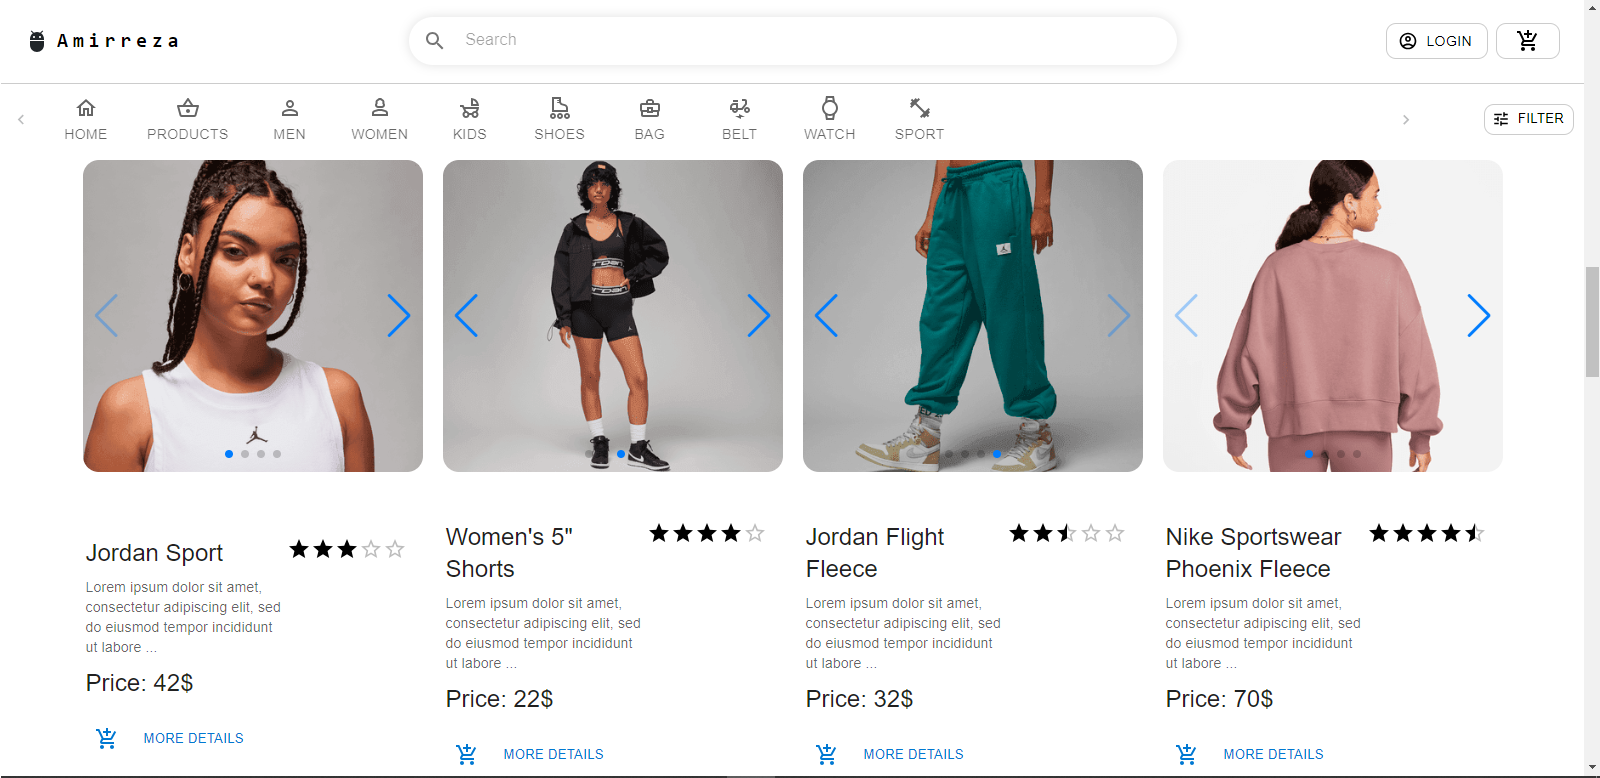 Amirreza
Search
LOGIN
HOME
PRODUCTS
MEN
WOMEN
KIDS
SHOES
BAG
BELT
WATCH
SPORT
FILTER
Jordan Sport
Lorem ipsum dolor sit amet,
consectetur adipiscing elit, sed
do eiusmod tempor incididunt
ut labore ...
Price: 42$
MORE DETAILS
Women's 5"
Shorts
Lorem ipsum dolor sit amet,
consectetur adipiscing elit, sed
do eiusmod tempor incididunt
ut labore ...
Price: 22$
MORE DETAILS
Jordan Flight
Fleece
Lorem ipsum dolor sit amet,
consectetur adipiscing elit, sed
do eiusmod tempor incididunt
ut labore ...
Price: 32$
MORE DETAILS
Nike Sportswear
Phoenix Fleece
Lorem ipsum dolor sit amet,
consectetur adipiscing elit, sed
do eiusmod tempor incididunt
ut labore ...
Price: 70$
MORE DETAILS